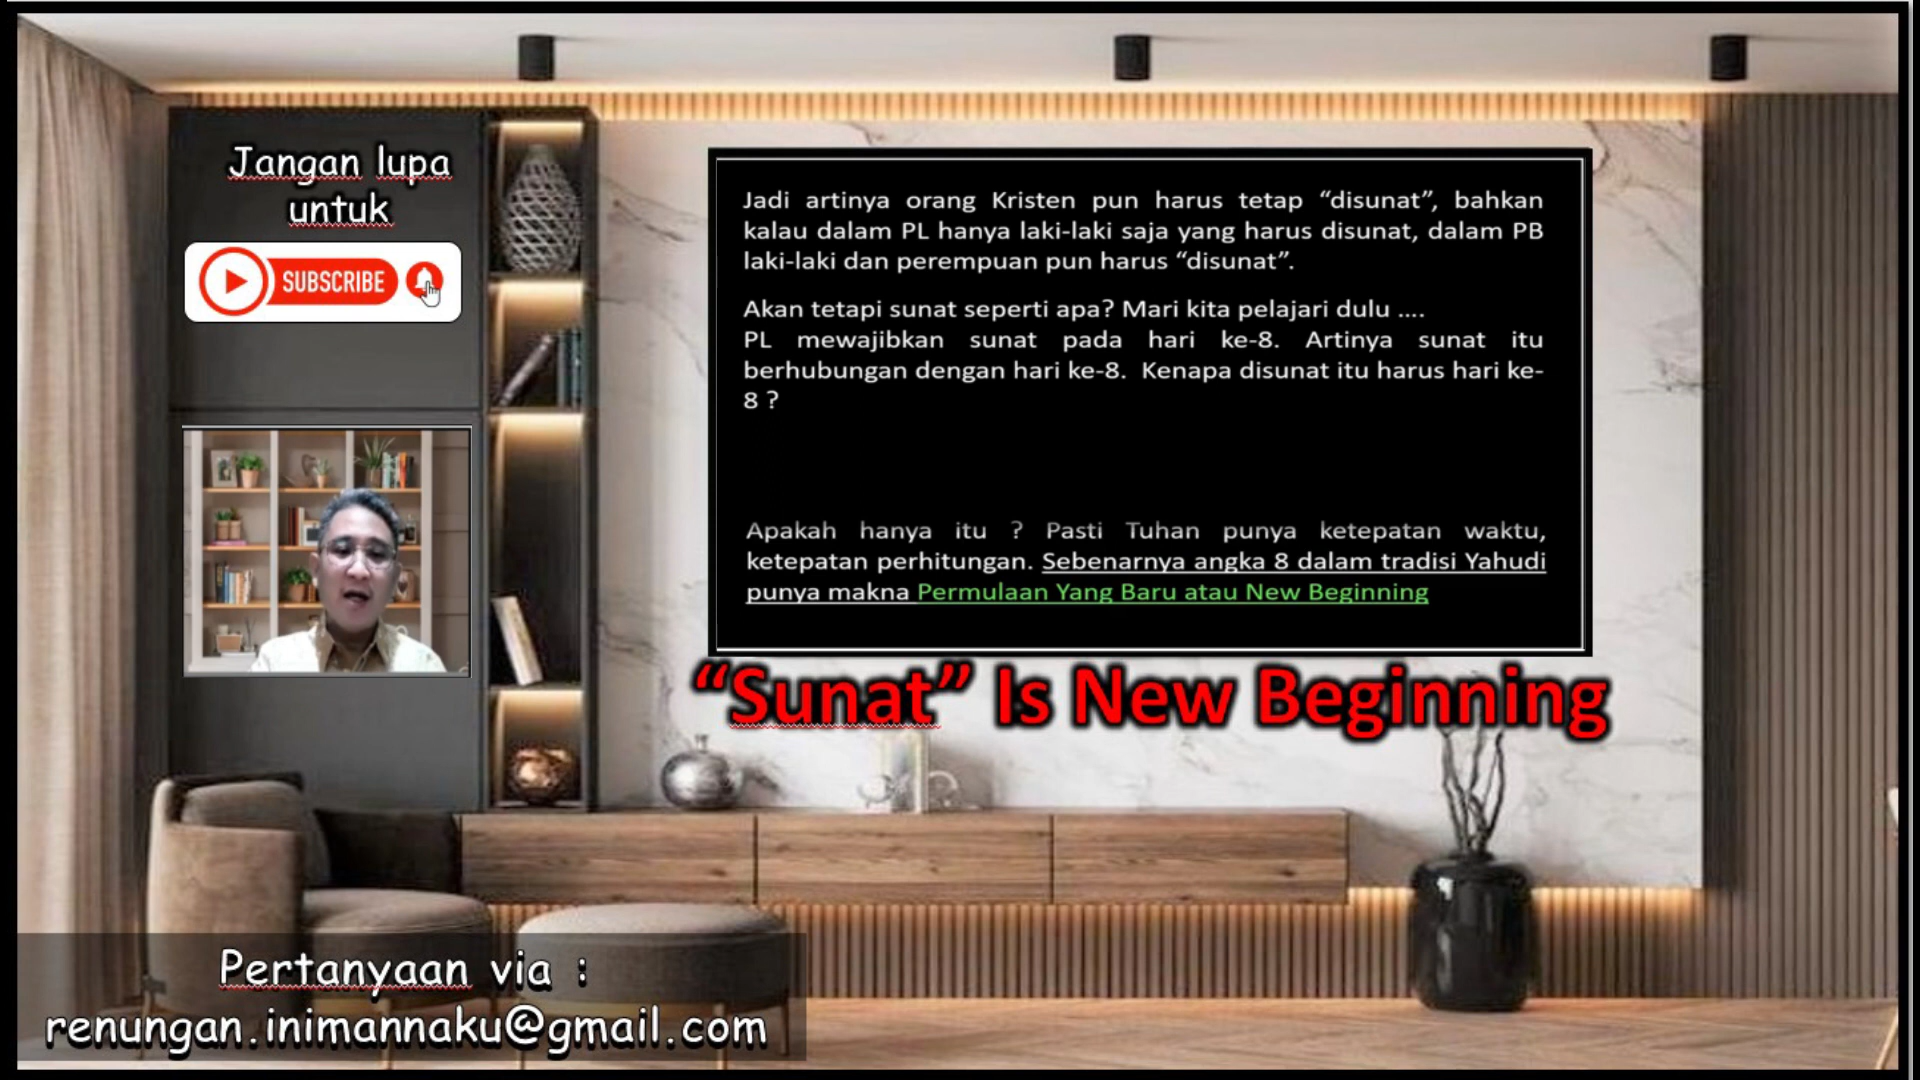 Jangan lupa
untuk
SUBSCRIBE
Jadi artinya orang Kristen pun harus tetap “disunat”, bahkan
kalau dalam PL hanya laki-laki saja yang harus disunat, dalam PB
laki-laki dan perempuan pun harus “disunat”.
Akan tetapi sunat seperti apa? Mari kita pelajari dulu ....
PL mewajibkan sunat pada hari ke-8. Artinya sunat itu
berhubungan dengan hari ke-8. Kenapa disunat itu harus hari ke-
8 ?
Apakah hanya itu ? Pasti Tuhan punya ketepatan waktu,
ketepatan perhitungan. Sebenarnya angka 8 dalam tradisi Yahudi
punya makna Permulaan Yang Baru atau New Beginning
“Sunat” Is New Beginning
Pertanyaan via :
renungan.inimannaku@gmail.com